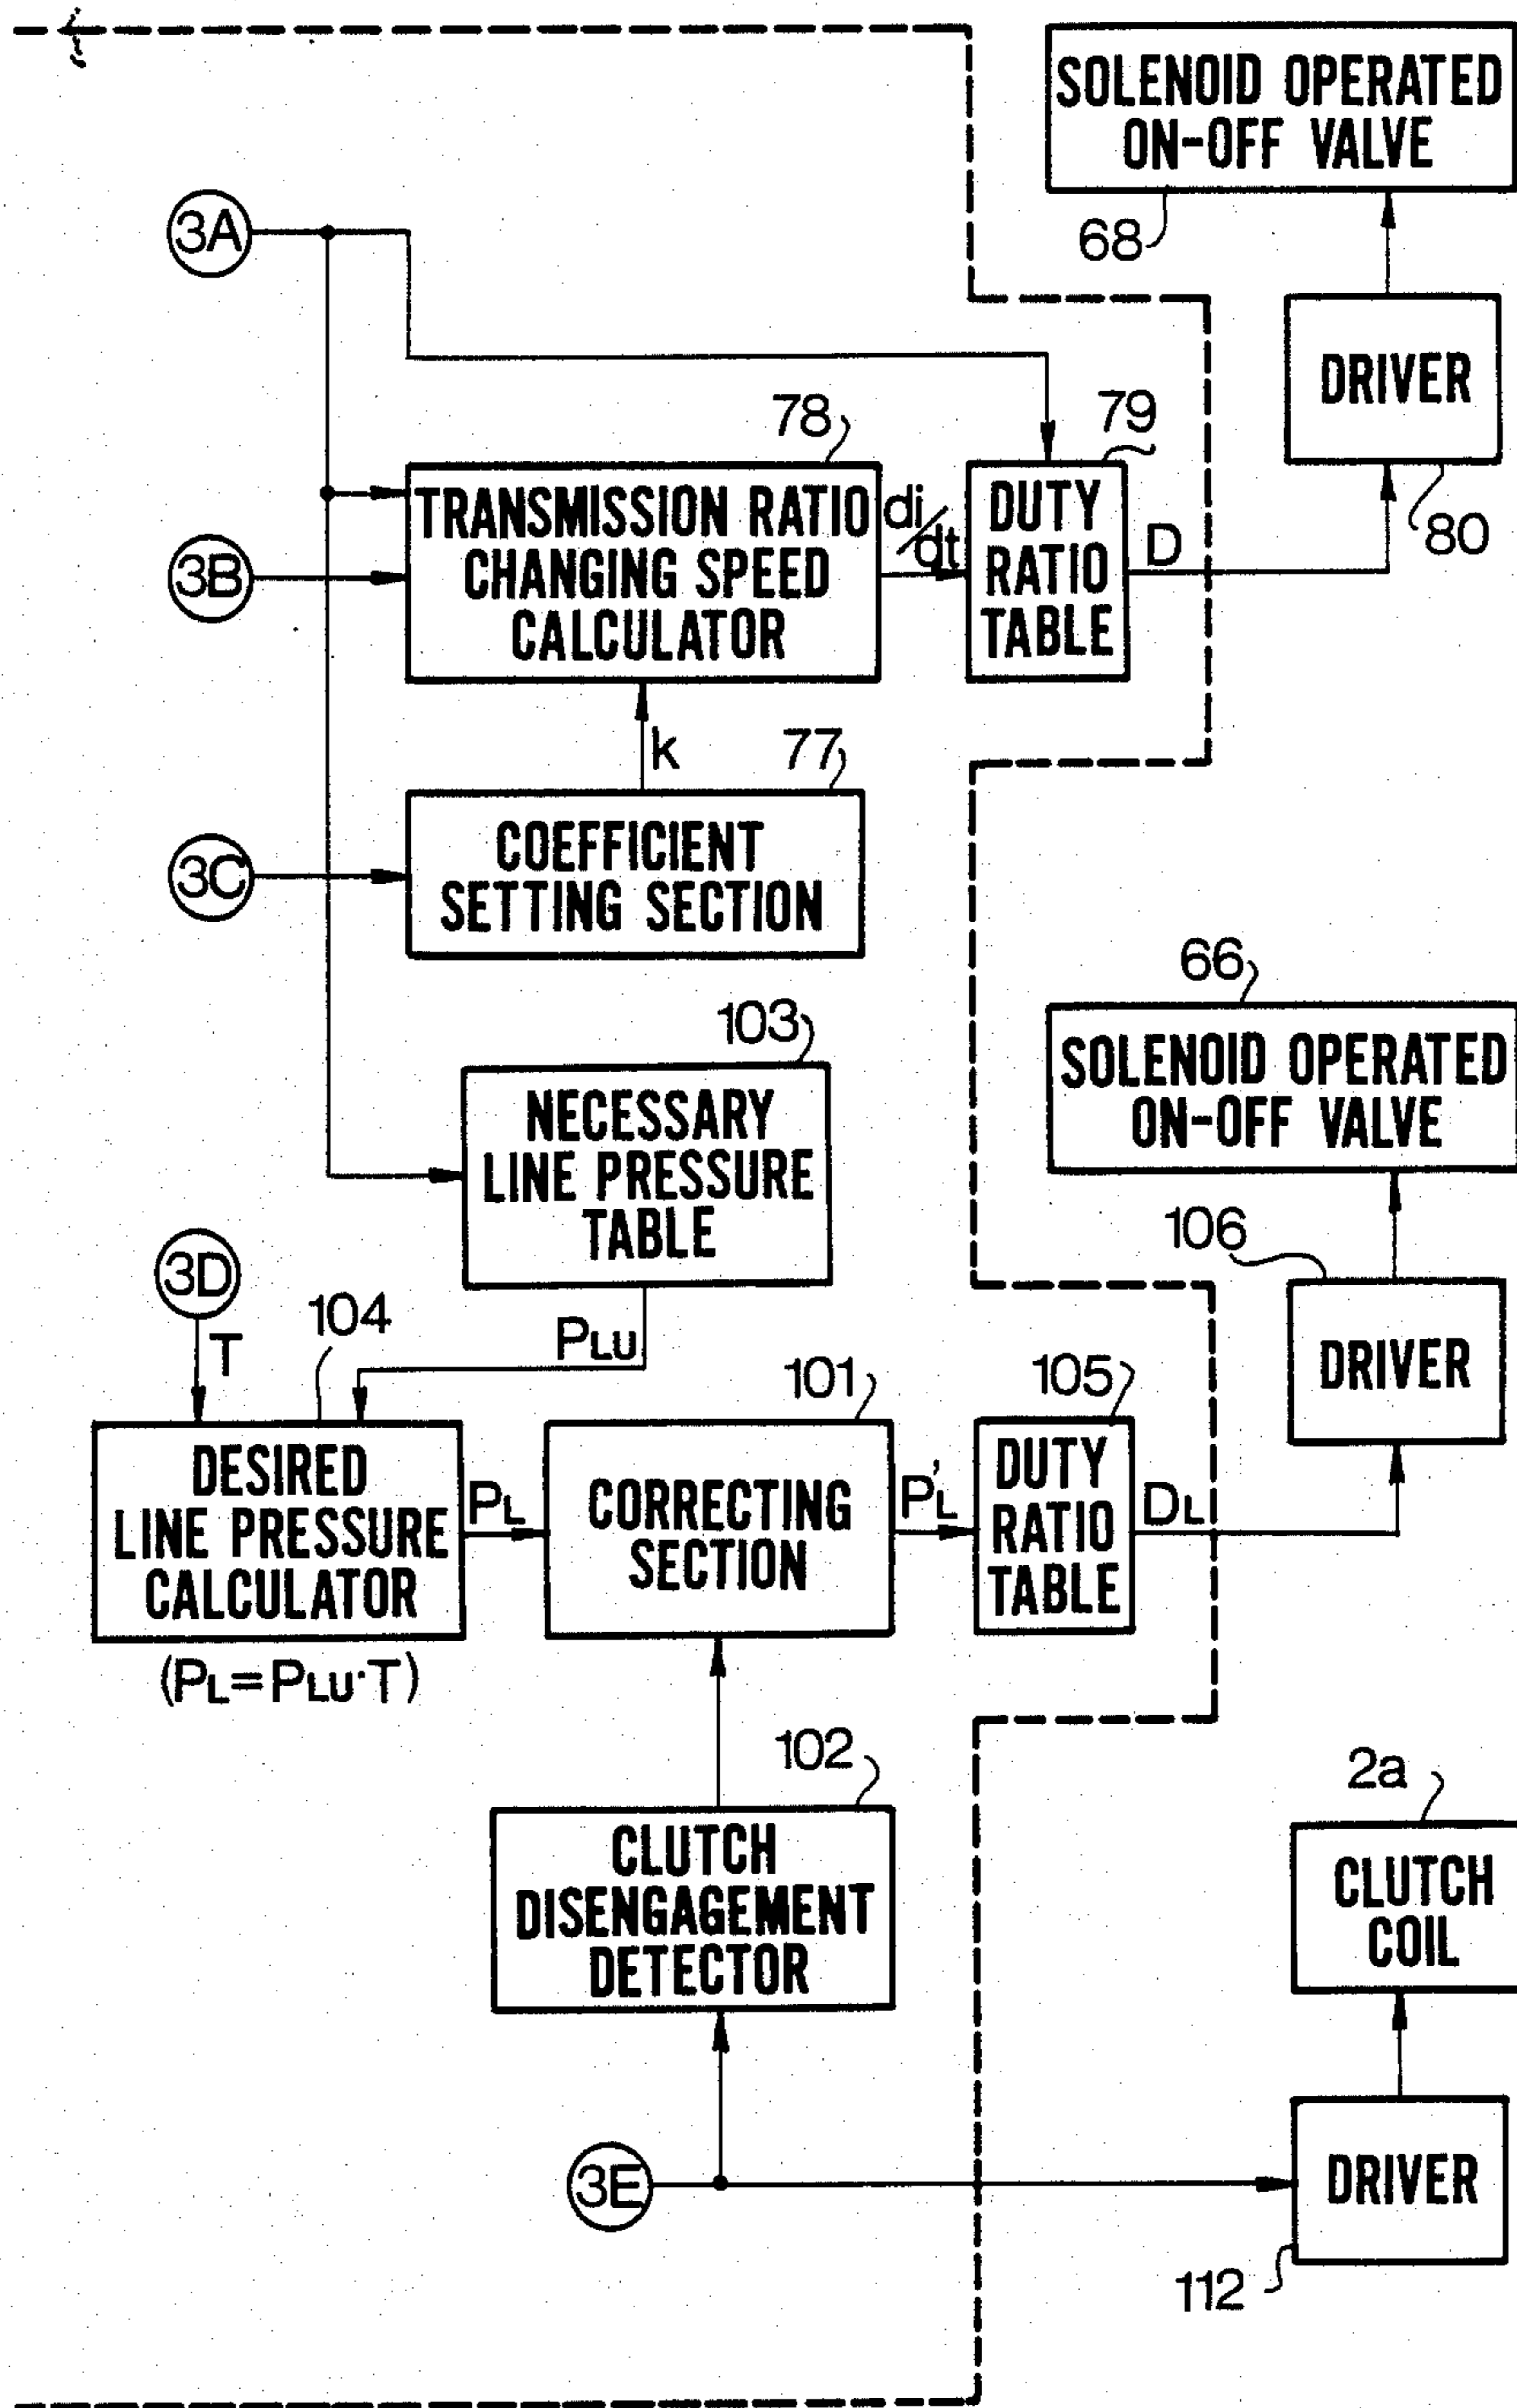 SOLENOID OPERATED
ON-OFF VALVE
68
3A
DRIVER
80
78
79
TRANSMISSION RATIO
CHANGING SPEED
CALCULATOR
di/dt
DUTY
RATIO
TABLE
D
3B
k
77
COEFFICIENT
SETTING SECTION
3C
66
SOLENOID OPERATED
ON-OFF VALVE
103
NECESSARY
LINE PRESSURE
TABLE
106
DRIVER
3D
T
104
PLU
101
105
DESIRED
LINE PRESSURE
CALCULATOR
PL
CORRECTING
SECTION
P'L
DUTY
RATIO
TABLE
DL
(PL=PLU·T)
102
CLUTCH
DISENGAGEMENT
DETECTOR
2a
CLUTCH
COIL
3E
DRIVER
112